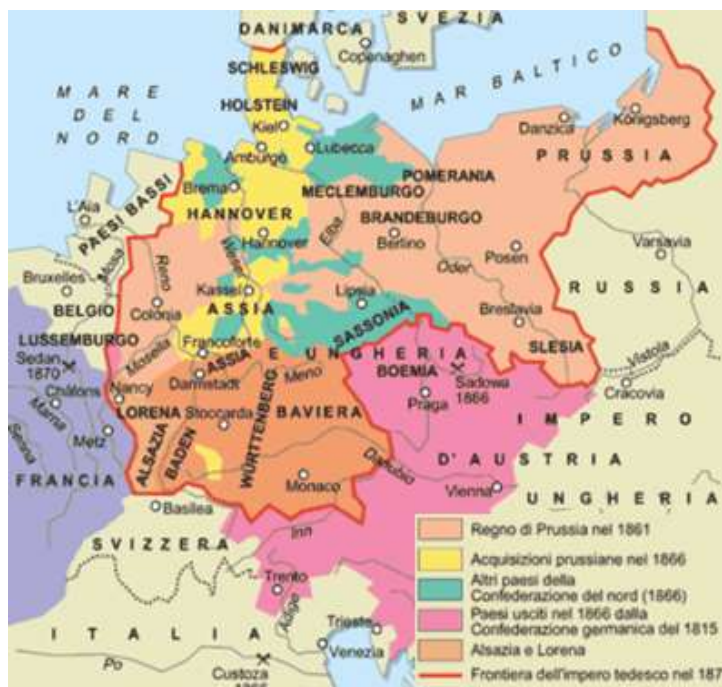 DANIMARCA
SVEZIA
Copenaghen
SCHLESWIG
MARE
DEL
NORD
MAR BALTICO
HOLSTEIN
Kiel
Königsberg
Danzica
Amburgo
Lubecca
PRUSSIA
POMERANIA
Brema
MECLEMBURGO
L'Aia
PAESI BASSI
HANNOVER
BRANDEBURGO
Hannover
Elba
Berlino
Varsavia
Posen
Mosa
Reno
Weser
Oder
Bruxelles
BELGIO
Kassel
Lipsia
RUSSIA
Colonia
ASSIA
SASSONIA
Breslavia
LUSSEMBURGO
Francoforte
SLESIA
Mosella
ASSIA E UNGHERIA
Vistola
Sedan
1870
Darmstadt
Meno
BOEMIA
Sadowa
1866
Cracovia
Châlons
Nancy
Praga
Marna
LORENA
Stoccarda
WÜRTTEMBERG
BAVIERA
IMPERO
Metz
ALSAZIA
BADEN
D'AUSTRIA
Senna
Danubio
FRANCIA
Monaco
Vienna
UNGHERIA
Basilea
Inn
SVIZZERA
Trento
Adige
Trieste
ITALIA
Venezia
Po
Custoza
1866
Regno di Prussia nel 1861
Acquisizioni prussiane nel 1866
Altri paesi della
Confederazione del nord (1866)
Paesi usciti nel 1866 dalla
Confederazione germanica del 1815
Alsazia e Lorena
Frontiera dell'impero tedesco nel 187